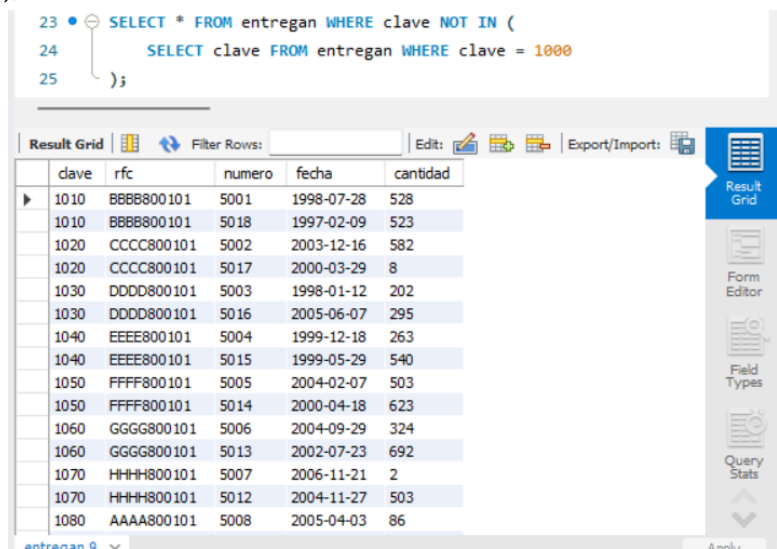 23 SELECT * FROM entregan WHERE clave NOT IN (
24 SELECT clave FROM entregan WHERE clave = 1000
25 );
Result Grid Filter Rows: Edit: Export/Import:
clave rfc numero fecha cantidad
1010 BBBB800101 5001 1998-07-28 528
1010 BBBB800101 5018 1997-02-09 523
1020 CCCC800101 5002 2003-12-16 582
1020 CCCC800101 5017 2000-03-29 8
1030 DDDD800101 5003 1998-01-12 202
1030 DDDD800101 5016 2005-06-07 295
1040 EEEE800101 5004 1999-12-18 263
1040 EEEE800101 5015 1999-05-29 540
1050 FFFF800101 5005 2004-02-07 503
1050 FFFF800101 5014 2000-04-18 623
1060 GGGG800101 5006 2004-09-29 324
1060 GGGG800101 5013 2002-07-23 692
1070 HHHH800101 5007 2006-11-21 2
1070 HHHH800101 5012 2004-11-27 503
1080 AAAA800101 5008 2005-04-03 86
entregan 9
Result
Grid
Form
Editor
Field
Types
Query
Stats
Apply